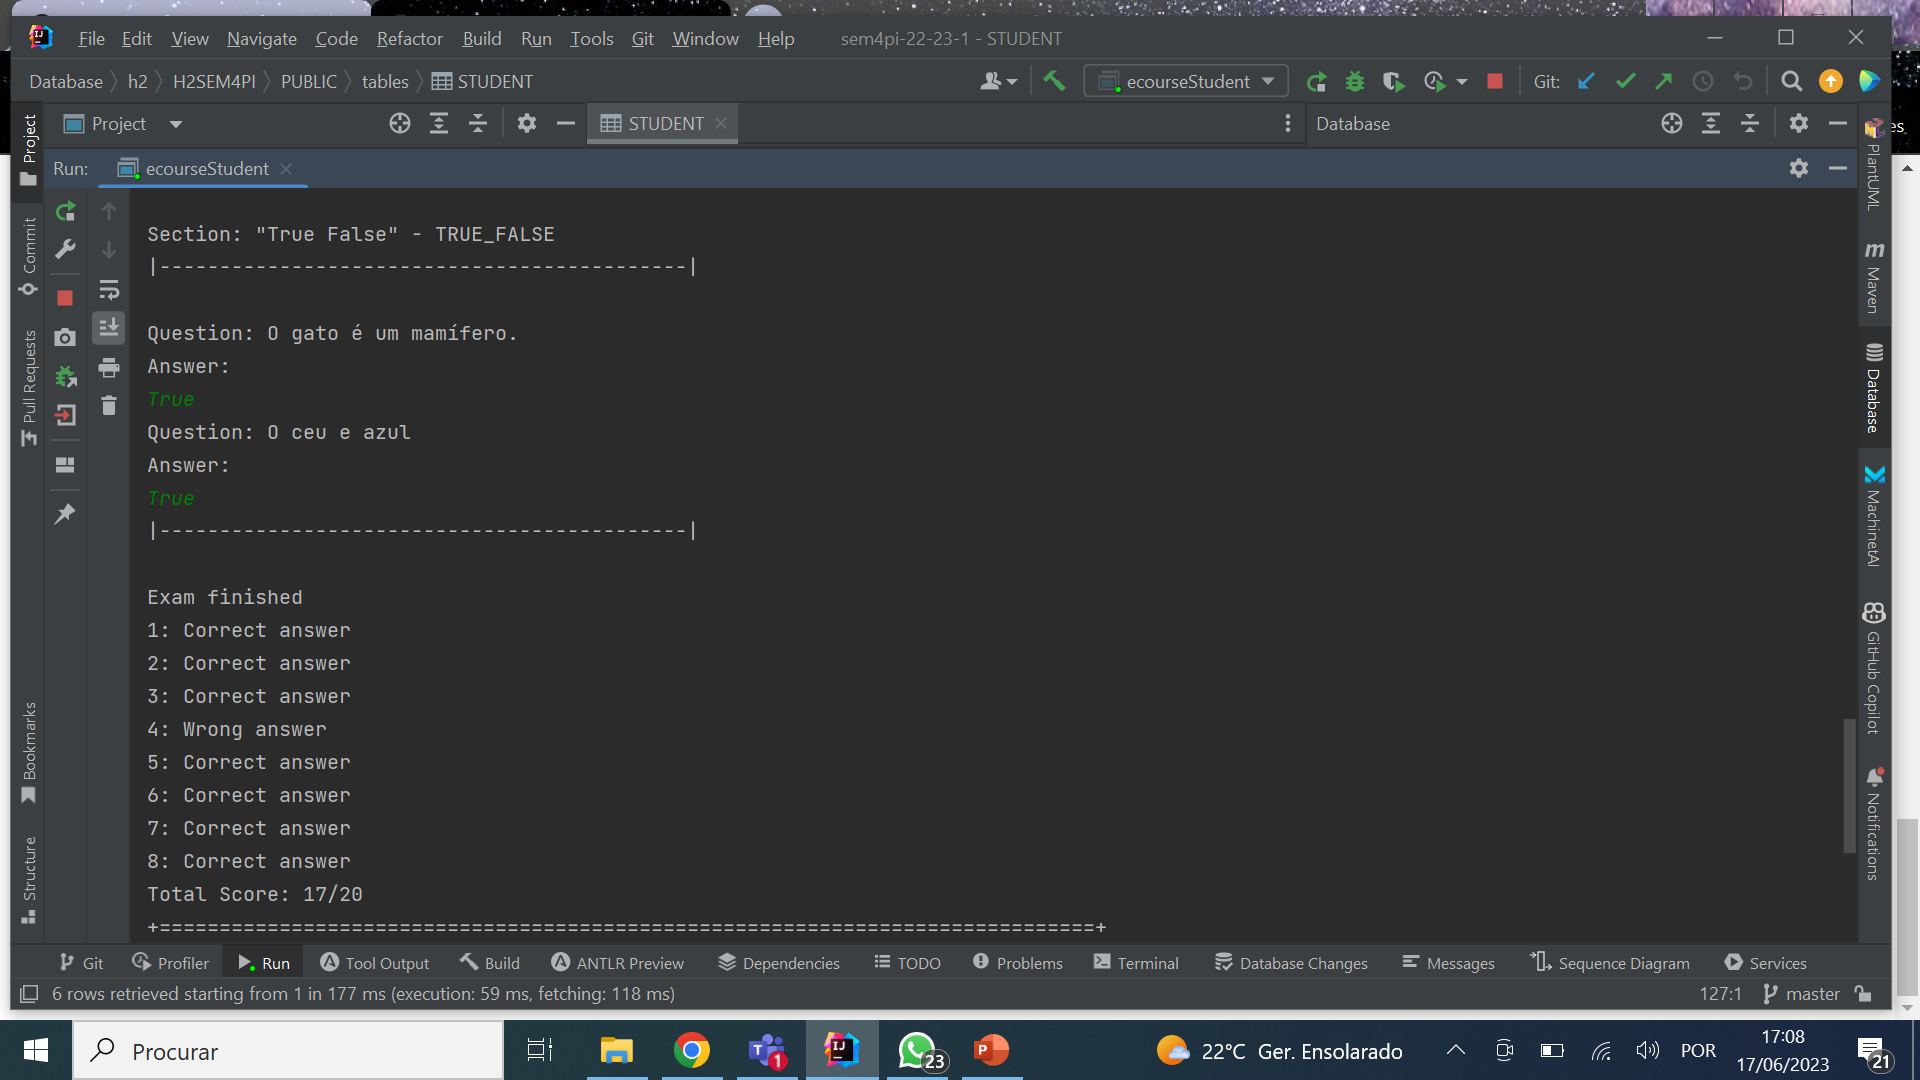 File Edit View Navigate Code Refactor Build Run Tools Git Window Help sem4pi-22-23-1 - STUDENT
Database h2 H2SEM4PI PUBLIC tables STUDENT ecourseStudent Git:
Project STUDENT Database
Run: ecourseStudent
Project
Commit
Pull Requests
Bookmarks
Structure
Section: "True False" - TRUE_FALSE
|--------------------------------------------|
Question: O gato é um mamífero.
Answer:
True
Question: O ceu e azul
Answer:
True
|--------------------------------------------|
Exam finished
1: Correct answer
2: Correct answer
3: Correct answer
4: Wrong answer
5: Correct answer
6: Correct answer
7: Correct answer
8: Correct answer
Total Score: 17/20
+==============================================================================+
es
PlantUML
m Maven
Database
MachinetAI
GitHub Copilot
Notifications
Git Profiler Run Tool Output Build ANTLR Preview Dependencies TODO Problems Terminal Database Changes Messages Sequence Diagram Services
6 rows retrieved starting from 1 in 177 ms (execution: 59 ms, fetching: 118 ms) 127:1 master
Procurar 1 23 22°C Ger. Ensolarado POR 17:08
17/06/2023 21